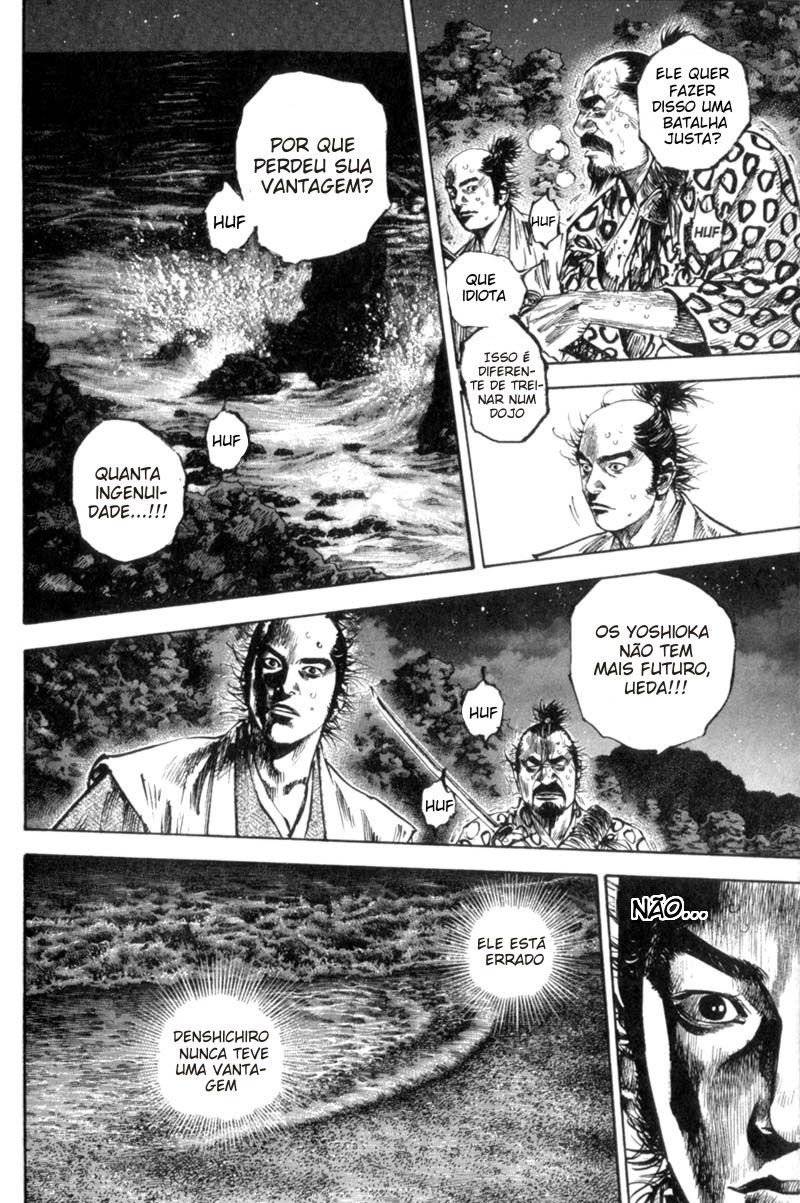 ELE QUER
FAZER
DISSO UMA
BATALHA
JUSTA?
HUF
HUF
QUE
IDIOTA
ISSO É
DIFEREN-
TE DE TREI-
NAR NUM
DOJO
POR QUE
PERDEU SUA
VANTAGEM?
HUF
HUF
QUANTA
INGENUI-
DADE...!!!
OS YOSHIOKA
NÃO TEM
MAIS FUTURO,
UEDA!!!
HUF
HUF
NÃO...
ELE ESTÁ
ERRADO
DENSHICHIRO
NUNCA TEVE
UMA VANTA-
GEM